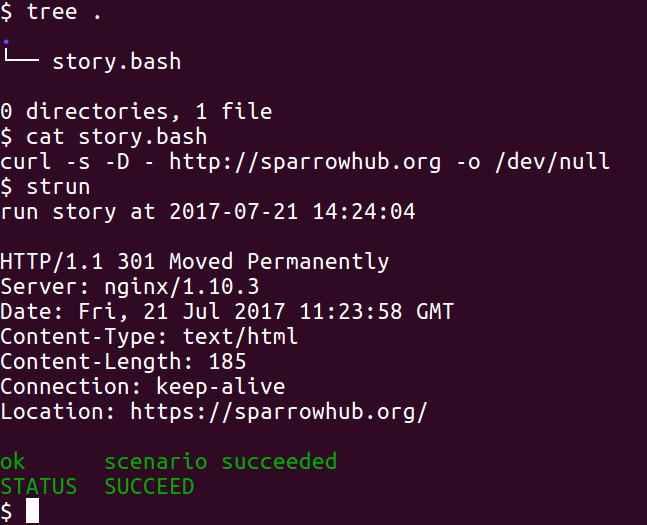 $ tree .
.
└── story.bash
0 directories, 1 file
$ cat story.bash
curl -s -D - http://sparrowhub.org -o /dev/null
$ strun
run story at 2017-07-21 14:24:04
HTTP/1.1 301 Moved Permanently
Server: nginx/1.10.3
Date: Fri, 21 Jul 2017 11:23:58 GMT
Content-Type: text/html
Content-Length: 185
Connection: keep-alive
Location: https://sparrowhub.org/
ok      scenario succeeded
STATUS  SUCCEED
$